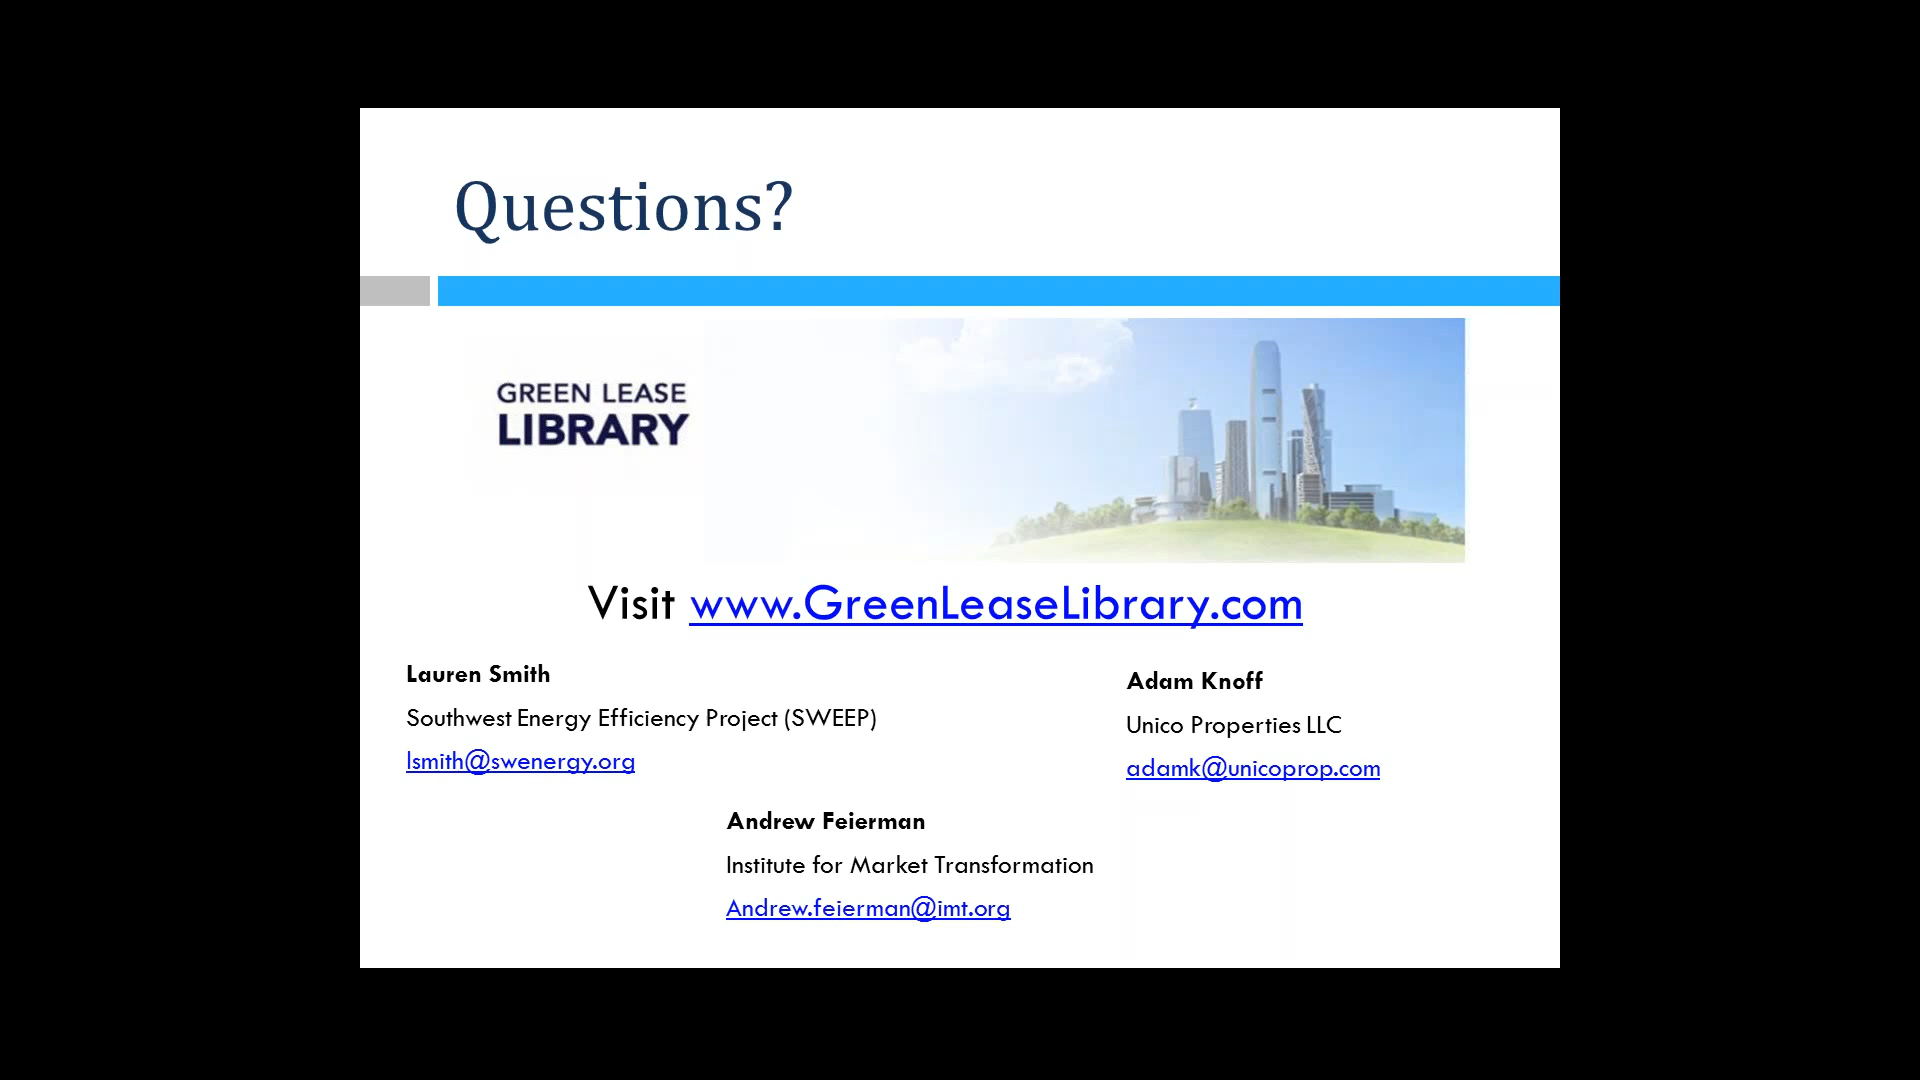 Questions?
GREEN LEASE
LIBRARY
Visit www.GreenLeaseLibrary.com
Lauren Smith
Southwest Energy Efficiency Project (SWEEP)
lsmith@swenergy.org
Adam Knoff
Unico Properties LLC
adamk@unicoprop.com
Andrew Feierman
Institute for Market Transformation
Andrew.feierman@imt.org